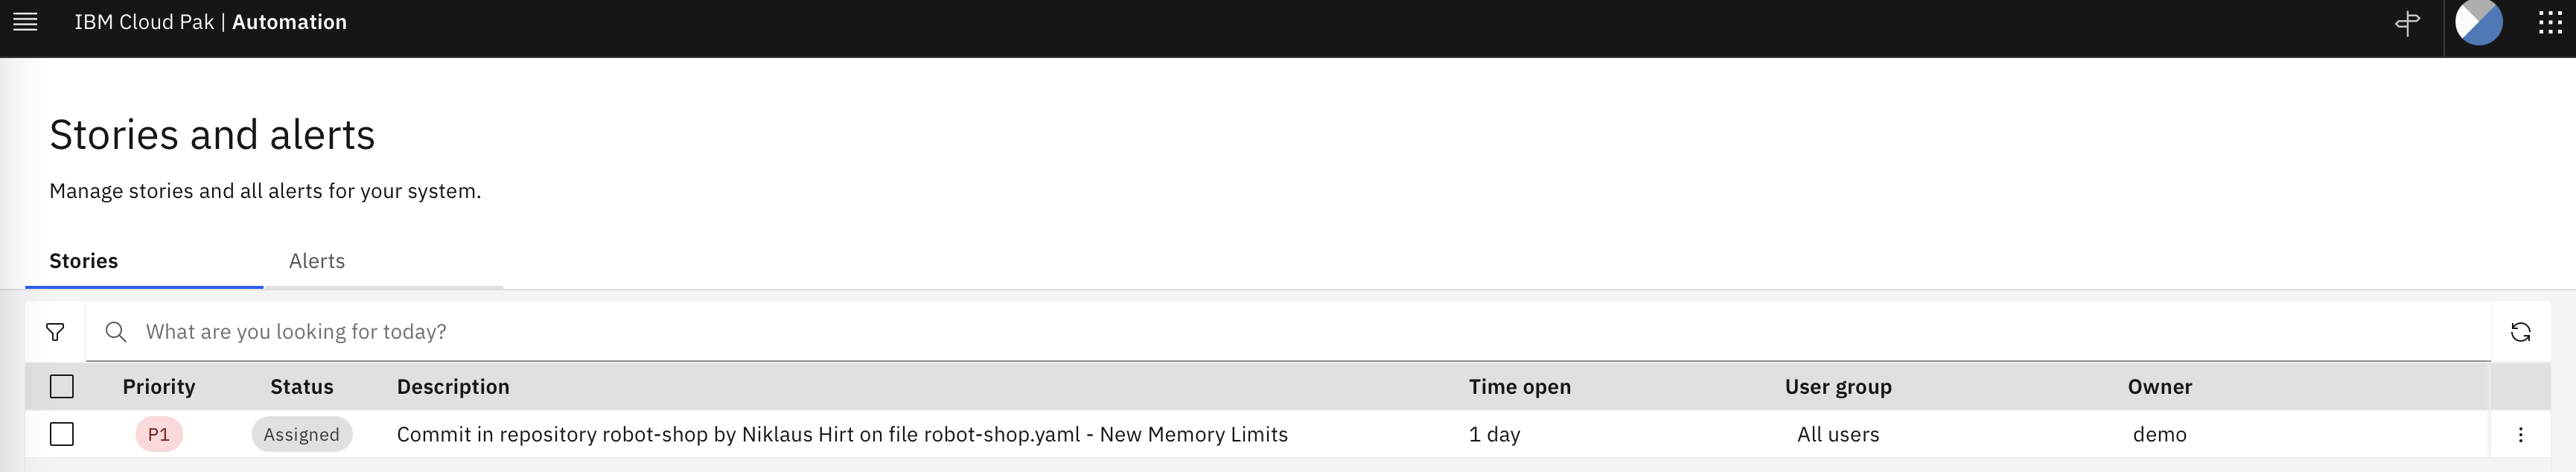 IBM Cloud Pak | Automation
Stories and alerts
Manage stories and all alerts for your system.
Stories Alerts
What are you looking for today?
Priority Status Description Time open User group Owner
P1 Assigned Commit in repository robot-shop by Niklaus Hirt on file robot-shop.yaml - New Memory Limits 1 day All users demo